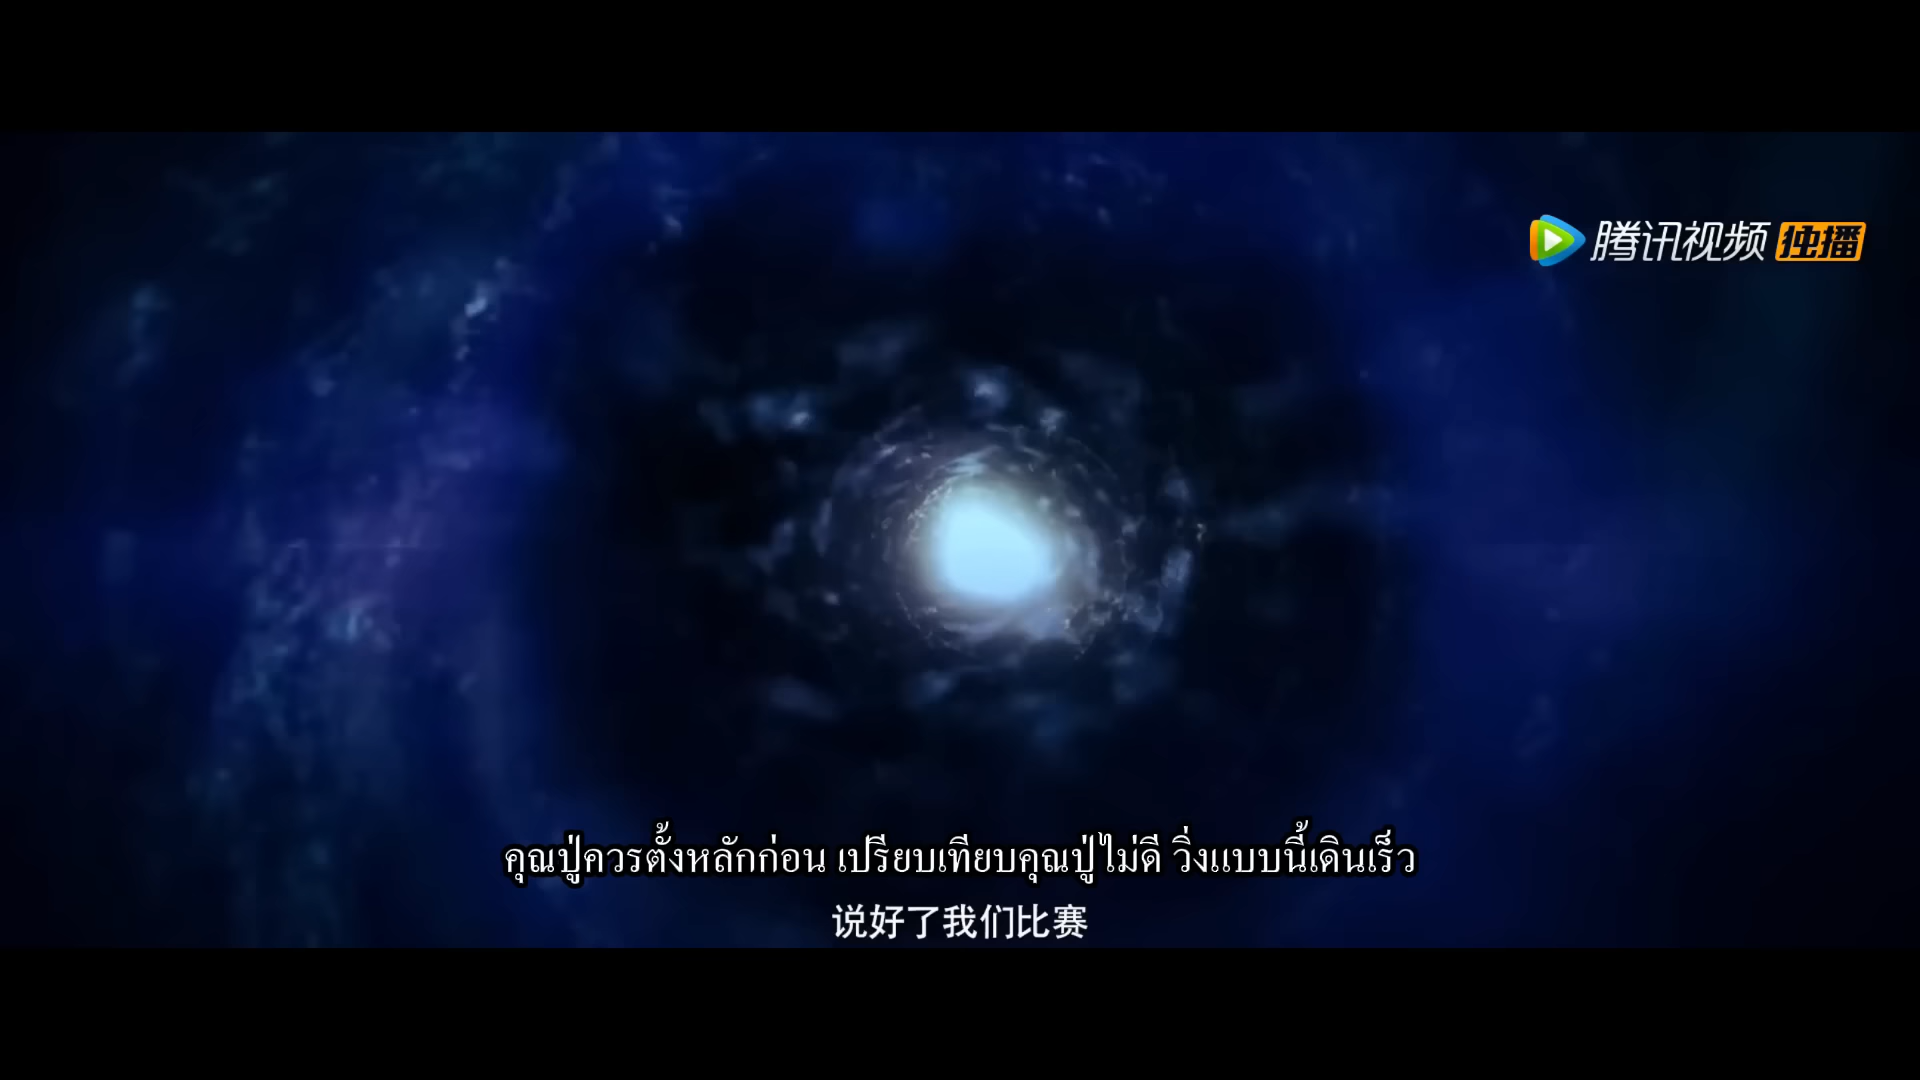 腾讯视频 独播
คุณปู่ควรตั้งหลักก่อน เปรียบเทียบคุณปู่ไม่ดี วิ่งแบบนี้เดินเร็ว
说好了我们比赛